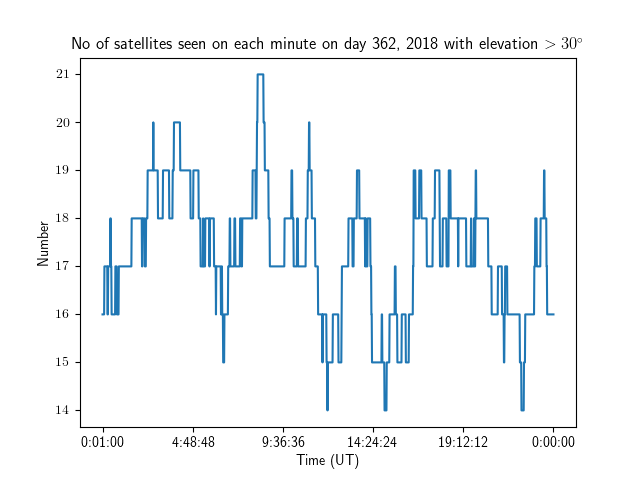 No of satellites seen on each minute on day 362, 2018 with elevation > 30°
21
20
19
18
17
16
15
14
Number
0:01:00 4:48:48 9:36:36 14:24:24 19:12:12 0:00:00
Time (UT)